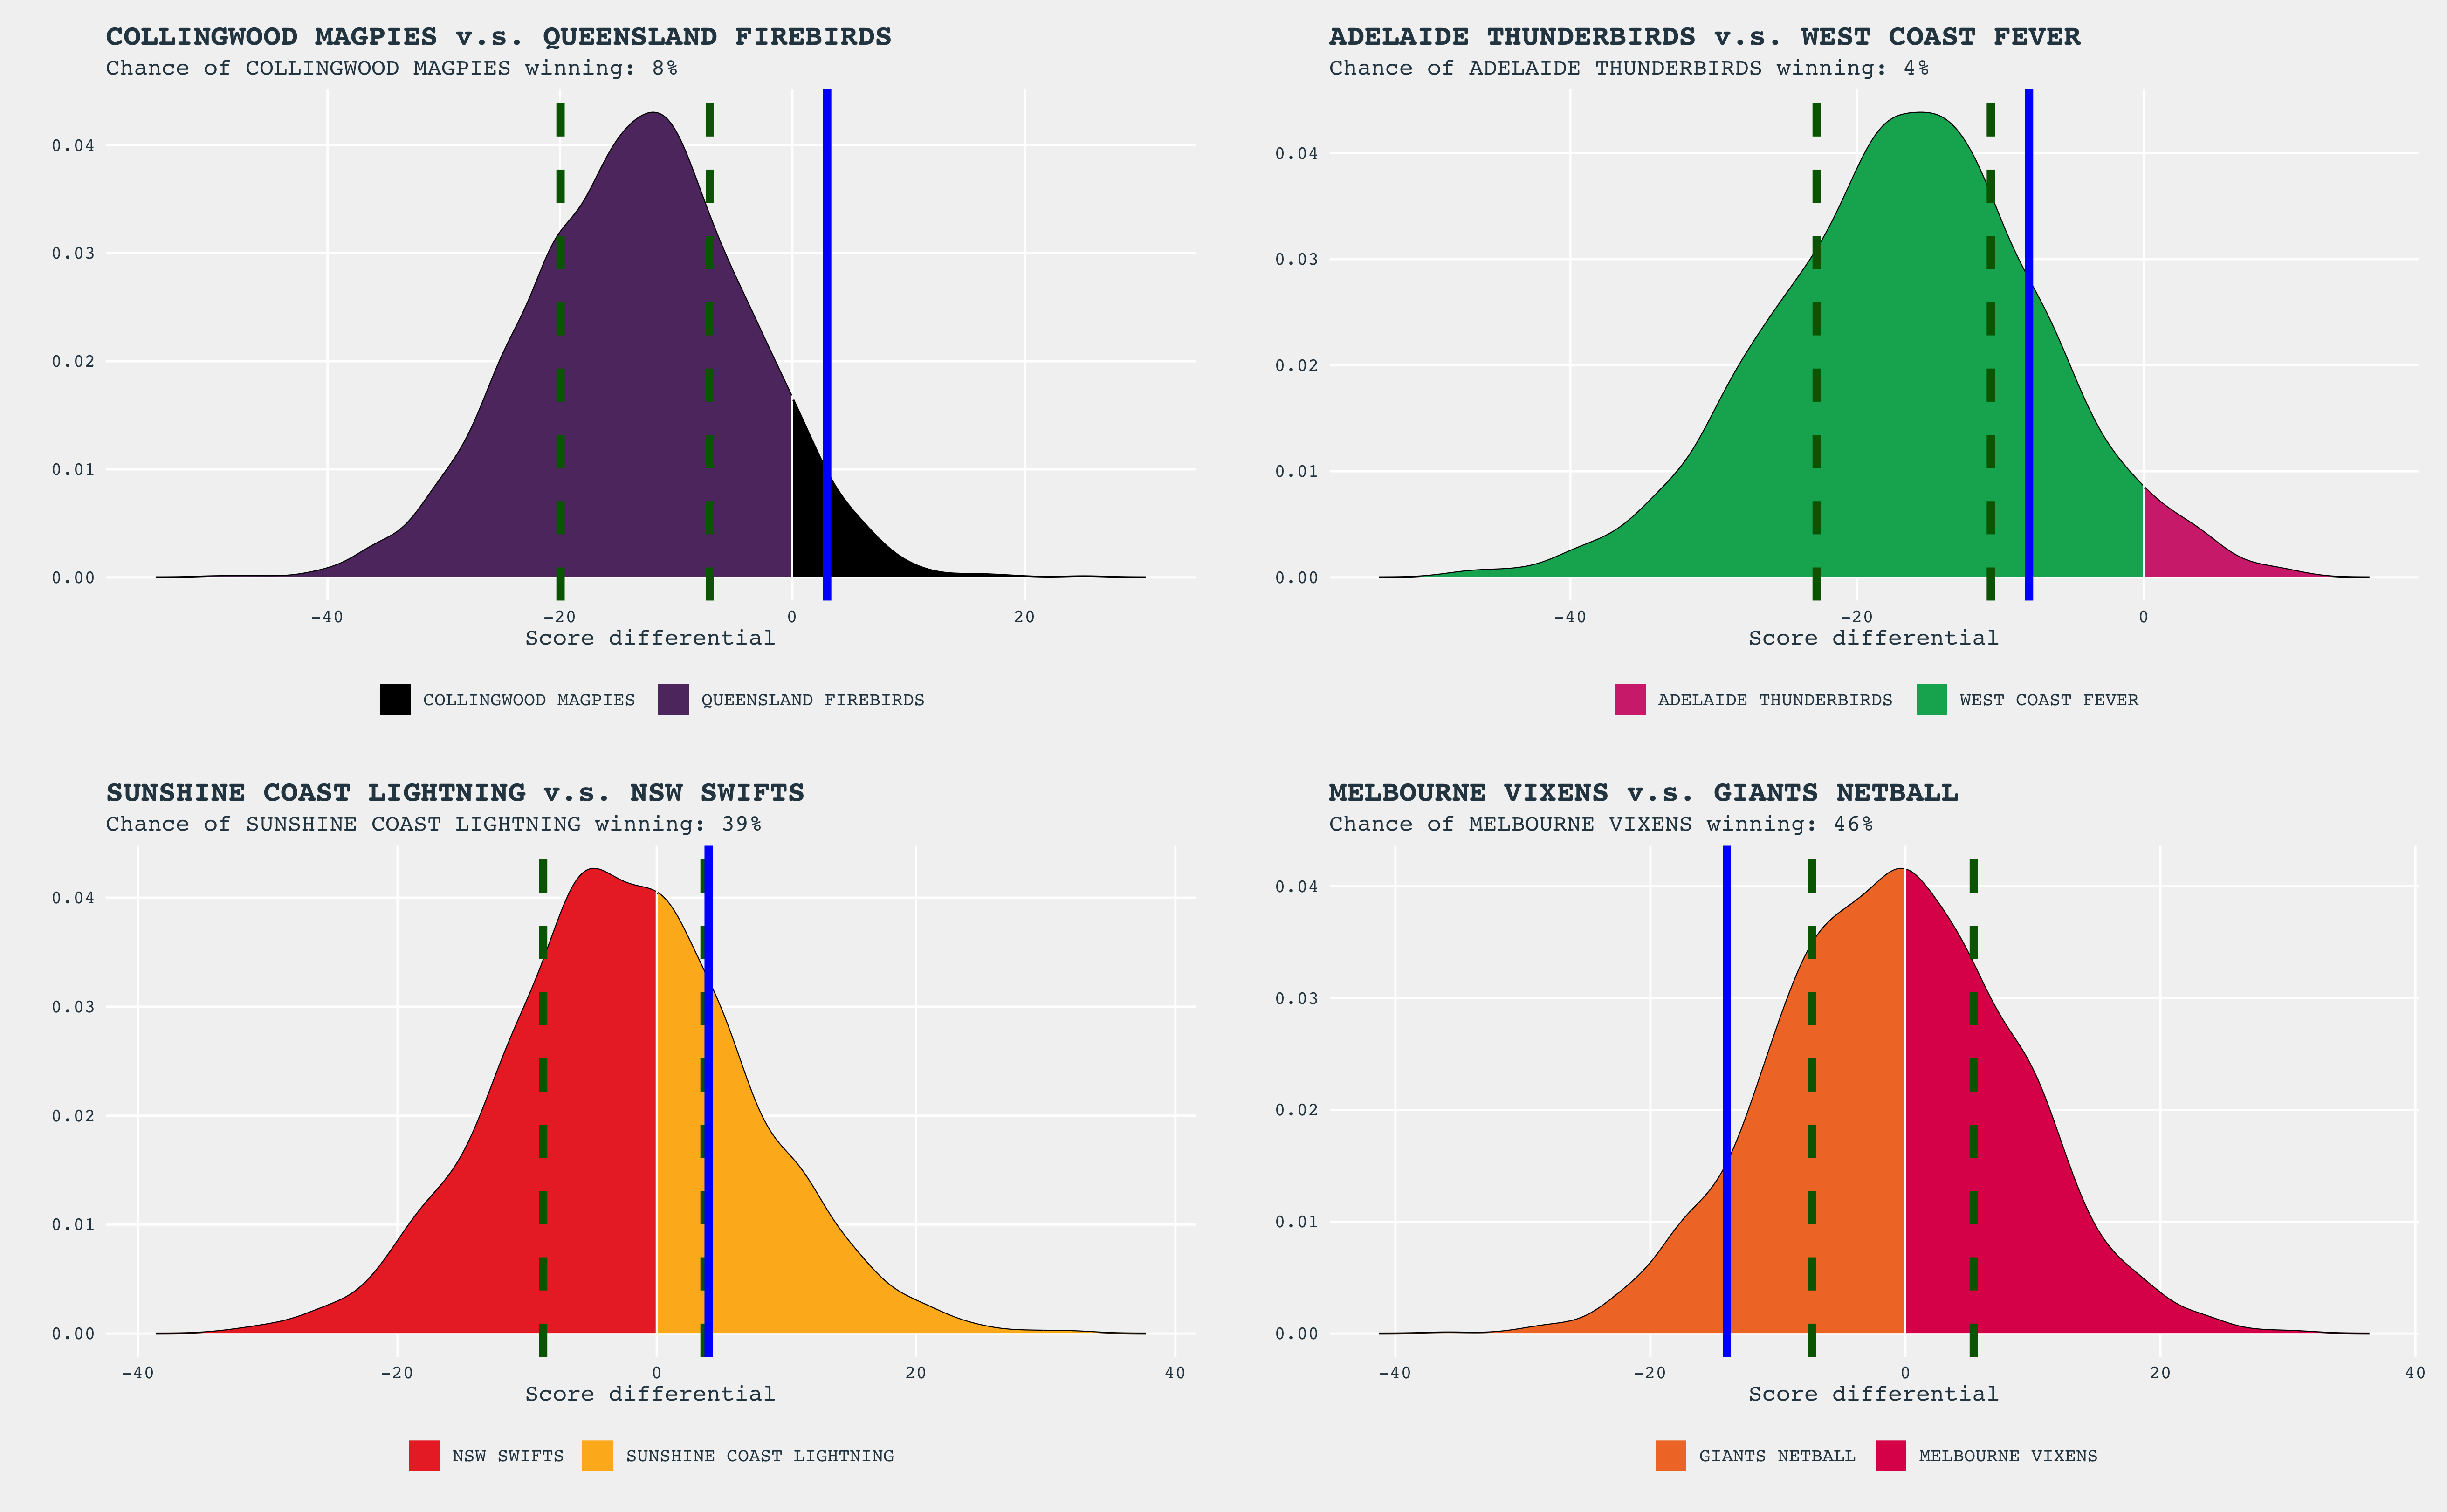 COLLINGWOOD MAGPIES v.s. QUEENSLAND FIREBIRDS
Chance of COLLINGWOOD MAGPIES winning: 8%
0.04
0.03
0.02
0.01
0.00
-40
-20
0
20
Score differential
COLLINGWOOD MAGPIES
QUEENSLAND FIREBIRDS
ADELAIDE THUNDERBIRDS v.s. WEST COAST FEVER
Chance of ADELAIDE THUNDERBIRDS winning: 4%
0.04
0.03
0.02
0.01
0.00
-40
-20
0
Score differential
ADELAIDE THUNDERBIRDS
WEST COAST FEVER
SUNSHINE COAST LIGHTNING v.s. NSW SWIFTS
Chance of SUNSHINE COAST LIGHTNING winning: 39%
0.04
0.03
0.02
0.01
0.00
-40
-20
0
20
40
Score differential
NSW SWIFTS
SUNSHINE COAST LIGHTNING
MELBOURNE VIXENS v.s. GIANTS NETBALL
Chance of MELBOURNE VIXENS winning: 46%
0.04
0.03
0.02
0.01
0.00
-40
-20
0
20
40
Score differential
GIANTS NETBALL
MELBOURNE VIXENS